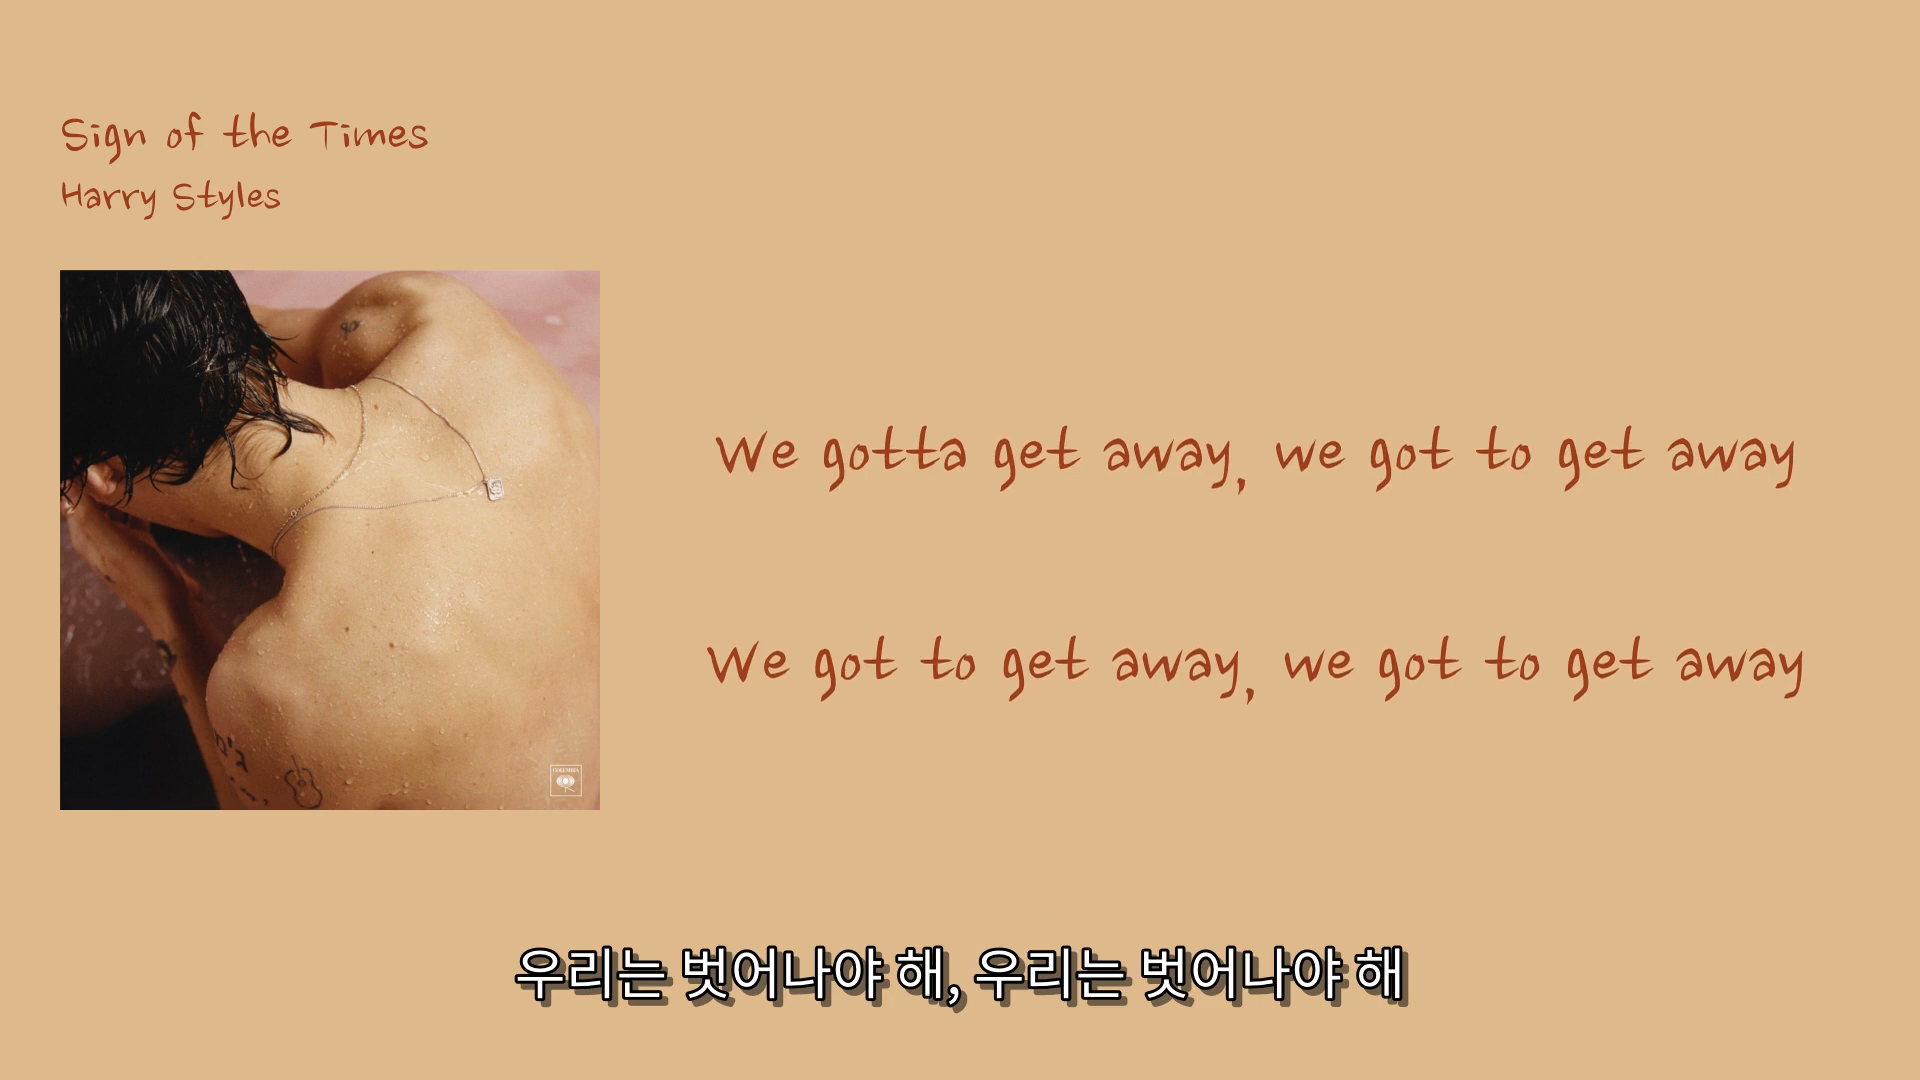 Sign of the Times
Harry Styles
We gotta get away, we got to get away
We got to get away, we got to get away
COLUMBIA
우리는 벗어나야 해, 우리는 벗어나야 해